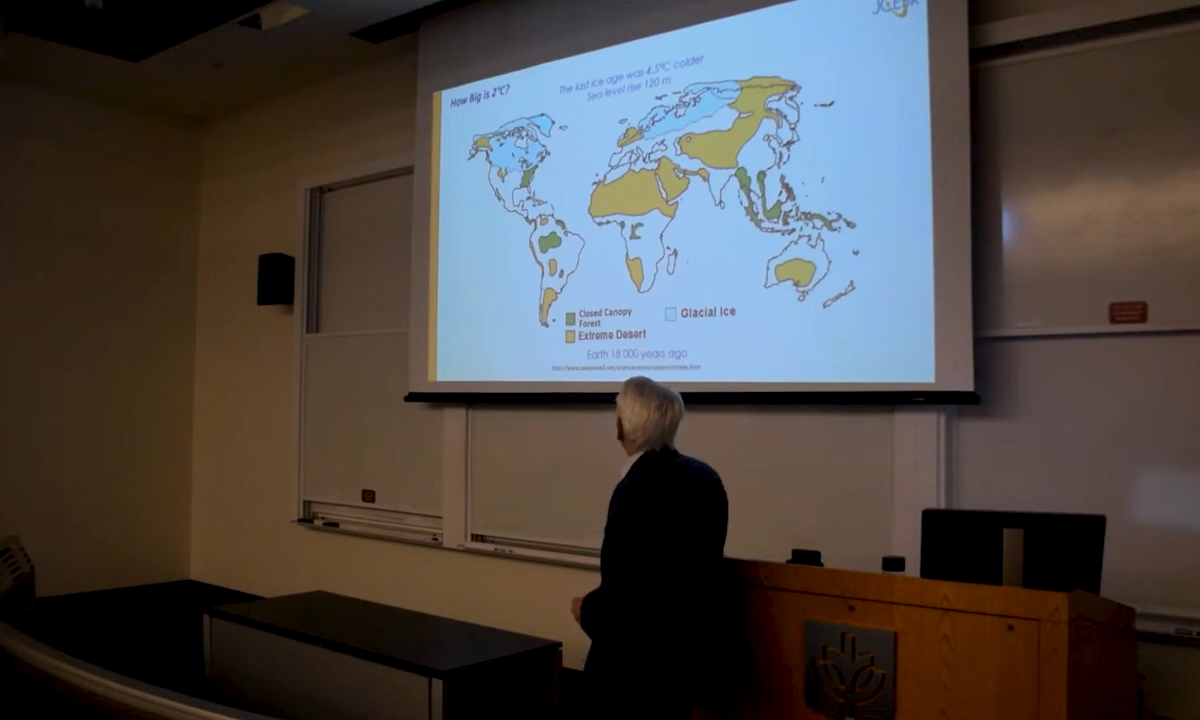 How Big is 2°C?
The last ice age was 4.5°C colder
Sea level rise 120 m
Closed Canopy
Forest
Extreme Desert
Glacial Ice
Earth 18 000 years ago